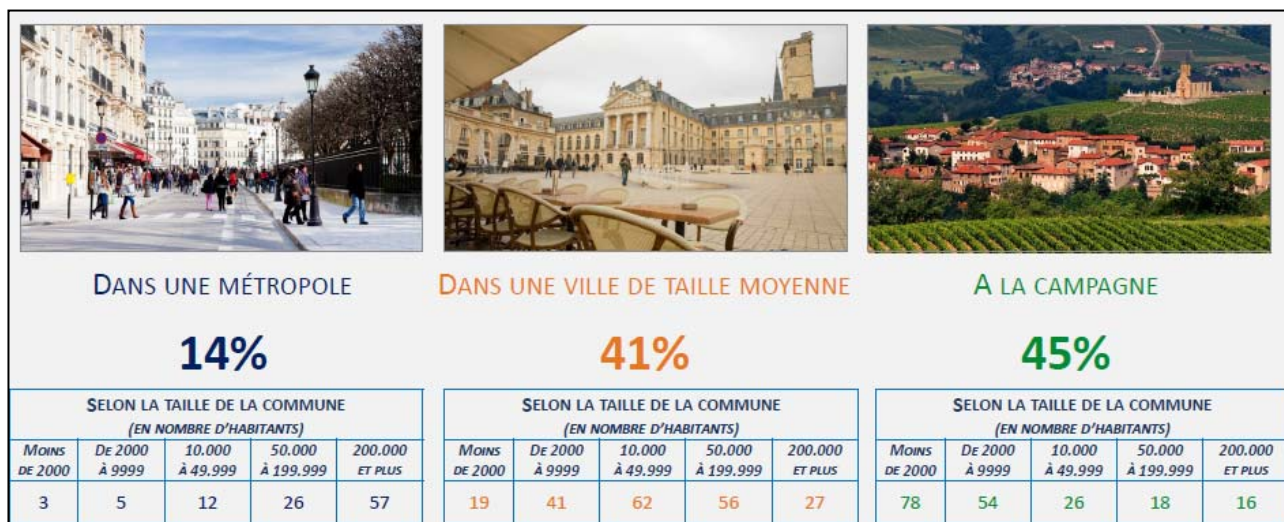 DANS UNE MÉTROPOLE
14%
SELON LA TAILLE DE LA COMMUNE
(EN NOMBRE D'HABITANTS)
MOINS DE 2000 DE 2000 À 9999 10.000 À 49.999 50.000 À 199.999 200.000 ET PLUS
3 5 12 26 57
DANS UNE VILLE DE TAILLE MOYENNE
41%
SELON LA TAILLE DE LA COMMUNE
(EN NOMBRE D'HABITANTS)
MOINS DE 2000 DE 2000 À 9999 10.000 À 49.999 50.000 À 199.999 200.000 ET PLUS
19 41 62 56 27
A LA CAMPAGNE
45%
SELON LA TAILLE DE LA COMMUNE
(EN NOMBRE D'HABITANTS)
MOINS DE 2000 DE 2000 À 9999 10.000 À 49.999 50.000 À 199.999 200.000 ET PLUS
78 54 26 18 16